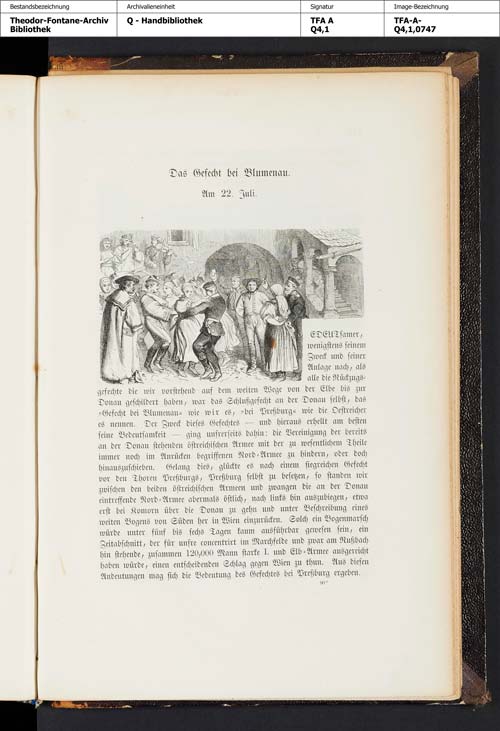 Bestandsbezeichnung Archivalieneinheit Signatur Image-Bezeichnung
Theodor-Fontane-Archiv Q - Handbibliothek TFA A TFA-A-
Bibliothek Q4,1 Q4,1,0747
Das Gefecht bei Blumenau.
Am 22. Juli.
EDEUTsamer,
wenigstens seinem
Zweck und seiner
Anlage nach, als
alle die Rückzugs-
gefechte die wir vorstehend auf dem weiten Wege von der Elbe bis zur
Donau geschildert haben, war das Schlußgefecht an der Donau selbst, das
»Gefecht bei Blumenau« wie wir es, »bei Preßburg« wie die Oestreicher
es nennen. Der Zweck dieses Gefechtes — und hieraus erhellt am besten
seine Bedeutsamkeit — ging unsrerseits dahin: die Vereinigung der bereits
an der Donau stehenden östreichischen Armee mit der zu wesentlichem Theile
immer noch im Anrücken begriffenen Nord-Armee zu hindern, oder doch
hinauszuschieben. Gelang dies, glückte es nach einem siegreichen Gefecht
vor den Thoren Preßburgs, Preßburg selbst zu besetzen, so standen wir
zwischen den beiden östreichischen Armeen und zwangen die an der Donau
eintreffende Nord-Armee abermals östlich, nach links hin auszubiegen, etwa
erst bei Komorn über die Donau zu gehn und unter Beschreibung eines
weiten Bogens von Süden her in Wien einzurücken. Solch ein Bogenmarsch
würde unter fünf bis sechs Tagen kaum ausführbar gewesen sein, ein
Zeitabschnitt, der für unsre concentrirt im Marchfelde und zwar am Rußbach
hin stehende, zusammen 120,000 Mann starke I. und Elb-Armee ausgereicht
haben würde, einen entscheidenden Schlag gegen Wien zu thun. Aus diesen
Andeutungen mag sich die Bedeutung des Gefechtes bei Preßburg ergeben.